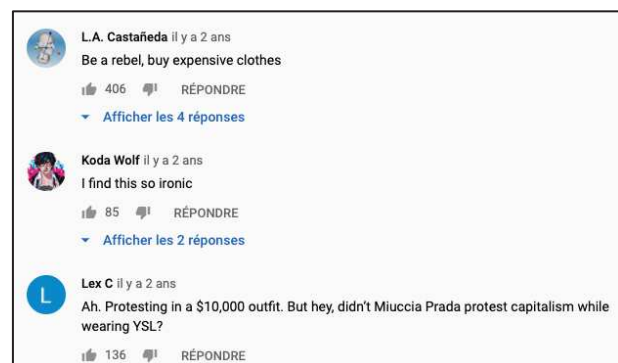 L.A. Castañeda il y a 2 ans
Be a rebel, buy expensive clothes
406 RÉPONDRE
Afficher les 4 réponses
Koda Wolf il y a 2 ans
I find this so ironic
85 RÉPONDRE
Afficher les 2 réponses
L
Lex C il y a 2 ans
Ah. Protesting in a $10,000 outfit. But hey, didn't Miuccia Prada protest capitalism while
wearing YSL?
136 RÉPONDRE